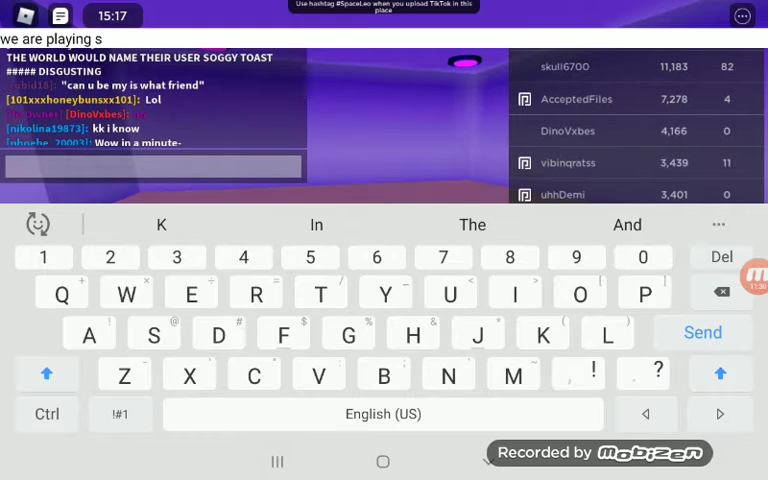 15:17
Use hashtag #SpaceLeo when you upload TikTok in this
place
we are playing s
THE WORLD WOULD NAME THEIR USER SOGGY TOAST
##### DISGUSTING
"can u be my is what friend"
[101xxxhoneybunsxx101]: Lol
[DinoVxbes]:
[nikolina19873]: kk i know
[phoebe_20003]: Wow in a minute-
skull6700 11,183 82
AcceptedFiles 7,278 4
DinoVxbes 4,166 0
vibinqratss 3,439 11
uhhDemi 3,401 0
K In The And
1 2 3 4 5 6 7 8 9 0 Del
Q W E R T Y U I O P
A S D F G H J K L Send
Z X C V B N M , ! . ?
Ctrl !#1 English (US)
11:30
Recorded by mobizen